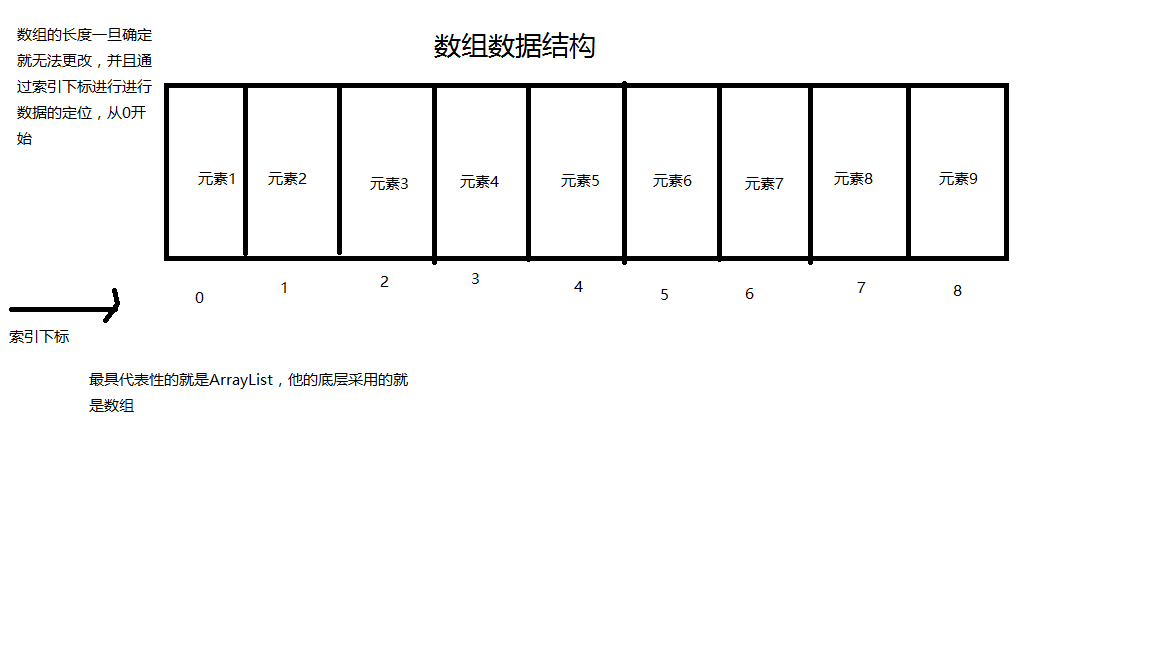 数组的长度一旦确定
就无法更改，并且通
过索引下标进行进行
数据的定位，从0开
始
数组数据结构
元素1
元素2
元素3
元素4
元素5
元素6
元素7
元素8
元素9
0
1
2
3
4
5
6
7
8
索引下标
最具代表性的就是ArrayList，他的底层采用的就
是数组